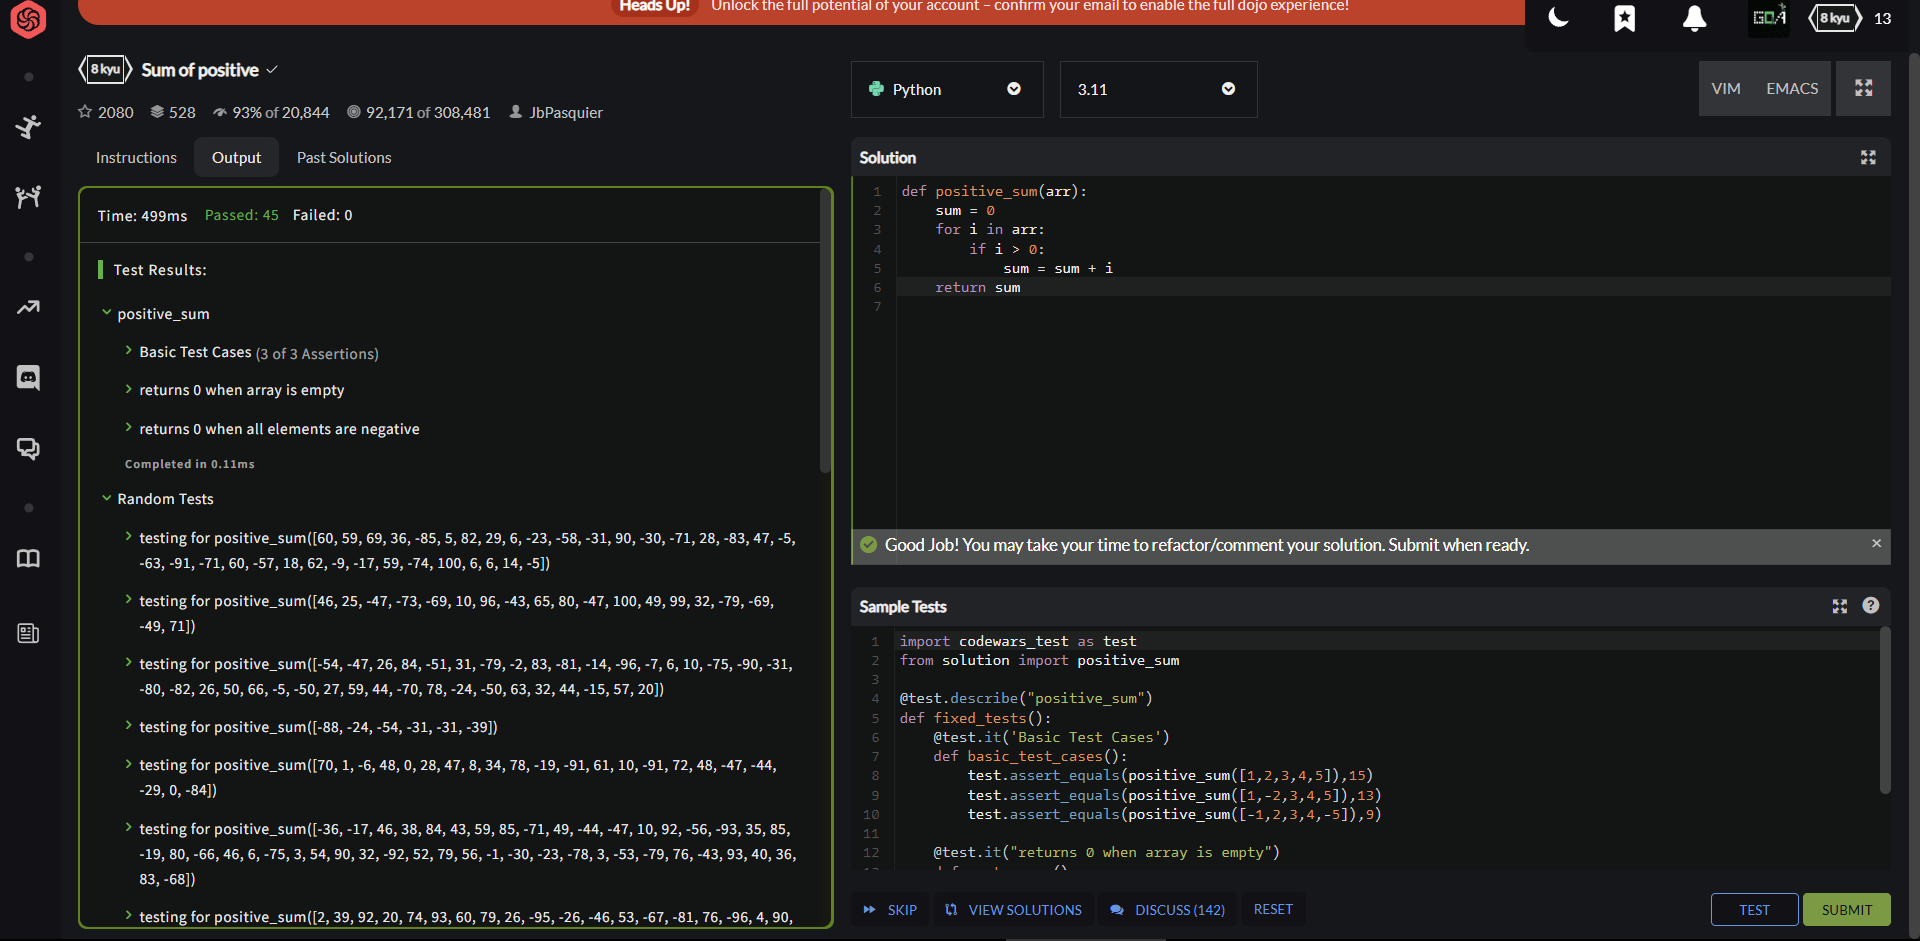 Heads Up! Unlock the full potential of your account – confirm your email to enable the full dojo experience!
8 kyu 13
8 kyu Sum of positive
2080 528 93% of 20,844 92,171 of 308,481 JbPasquier
Instructions Output Past Solutions
Time: 499ms Passed: 45 Failed: 0
Test Results:
positive_sum
Basic Test Cases (3 of 3 Assertions)
returns 0 when array is empty
returns 0 when all elements are negative
Completed in 0.11ms
Random Tests
testing for positive_sum([60, 59, 69, 36, -85, 5, 82, 29, 6, -23, -58, -31, 90, -30, -71, 28, -83, 47, -5,
-63, -91, -71, 60, -57, 18, 62, -9, -17, 59, -74, 100, 6, 6, 14, -5])
testing for positive_sum([46, 25, -47, -73, -69, 10, 96, -43, 65, 80, -47, 100, 49, 99, 32, -79, -69,
-49, 71])
testing for positive_sum([-54, -47, 26, 84, -51, 31, -79, -2, 83, -81, -14, -96, -7, 6, 10, -75, -90, -31,
-80, -82, 26, 50, 66, -5, -50, 27, 59, 44, -70, 78, -24, -50, 63, 32, 44, -15, 57, 20])
testing for positive_sum([-88, -24, -54, -31, -31, -39])
testing for positive_sum([70, 1, -6, 48, 0, 28, 47, 8, 34, 78, -19, -91, 61, 10, -91, 72, 48, -47, -44,
-29, 0, -84])
testing for positive_sum([-36, -17, 46, 38, 84, 43, 59, 85, -71, 49, -44, -47, 10, 92, -56, -93, 35, 85,
-19, 80, -66, 46, 6, -75, 3, 54, 90, 32, -92, 52, 79, 56, -1, -30, -23, -78, 3, -53, -79, 76, -43, 93, 40, 36,
83, -68])
testing for positive_sum([2, 39, 92, 20, 74, 93, 60, 79, 26, -95, -26, -46, 53, -67, -81, 76, -96, 4, 90,
Python 3.11 VIM EMACS
Solution
1 def positive_sum(arr):
2 sum = 0
3 for i in arr:
4 if i > 0:
5 sum = sum + i
6 return sum
7
Good Job! You may take your time to refactor/comment your solution. Submit when ready.
Sample Tests
1 import codewars_test as test
2 from solution import positive_sum
3
4 @test.describe("positive_sum")
5 def fixed_tests():
6 @test.it('Basic Test Cases')
7 def basic_test_cases():
8 test.assert_equals(positive_sum([1,2,3,4,5]),15)
9 test.assert_equals(positive_sum([1,-2,3,4,5]),13)
10 test.assert_equals(positive_sum([-1,2,3,4,-5]),9)
11
12 @test.it("returns 0 when array is empty")
SKIP VIEW SOLUTIONS DISCUSS (142) RESET TEST SUBMIT